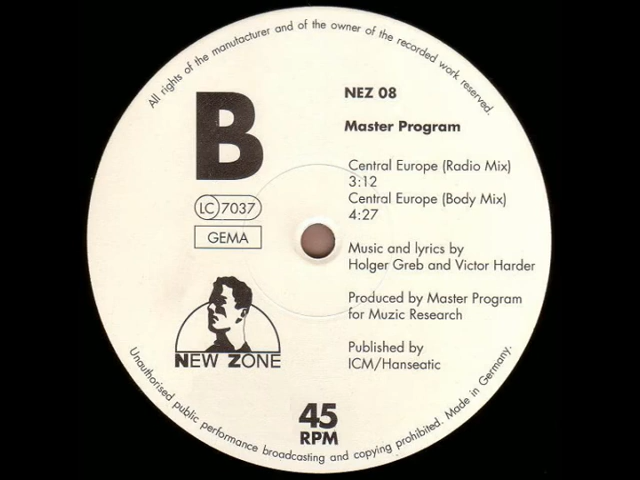 All rights of the manufacturer and of the owner of the recorded work reserved.
B
NEZ 08
Master Program
Central Europe (Radio Mix)
3:12
Central Europe (Body Mix)
4:27
LC 7037
GEMA
Music and lyrics by
Holger Greb and Victor Harder
Produced by Master Program
for Muzic Research
Published by
ICM/Hanseatic
NEW ZONE
45
RPM
Unauthorised public performance broadcasting and copying prohibited. Made in Germany.